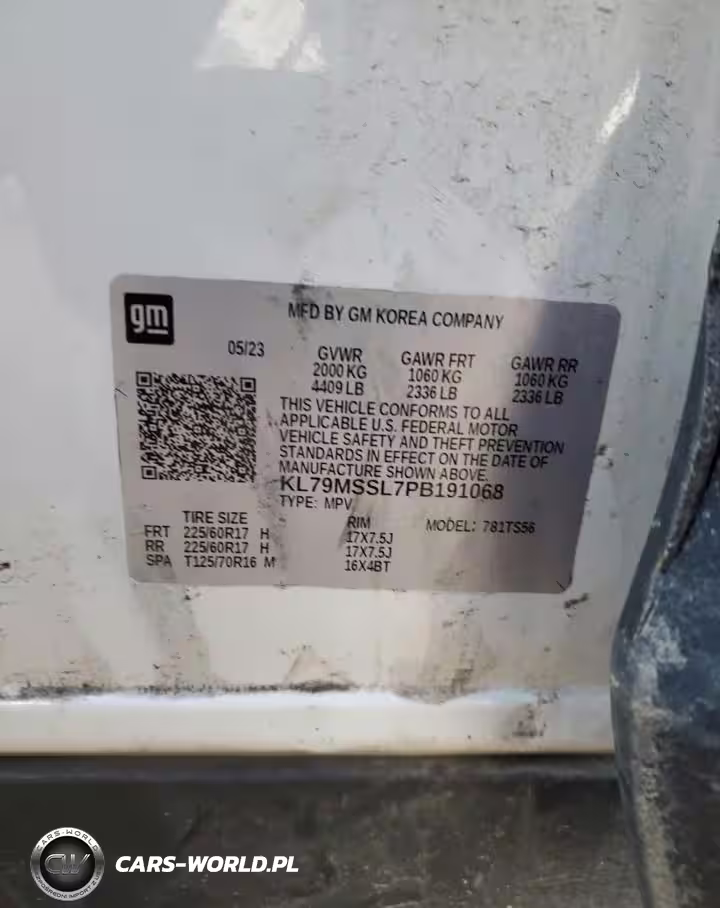 gm
MFD BY GM KOREA COMPANY
05/23
GVWR GAWR FRT GAWR RR
2000 KG 1060 KG 1060 KG
4409 LB 2336 LB 2336 LB
THIS VEHICLE CONFORMS TO ALL
APPLICABLE U.S. FEDERAL MOTOR
VEHICLE SAFETY AND THEFT PREVENTION
STANDARDS IN EFFECT ON THE DATE OF
MANUFACTURE SHOWN ABOVE.
KL79MSSL7PB191068
TYPE: MPV
TIRE SIZE RIM MODEL: 781TS56
FRT 225/60R17 H 17X7.5J
RR 225/60R17 H 17X7.5J
SPA T125/70R16 M 16X4BT
CARS-WORLD
CW
CARS-WORLD.PL